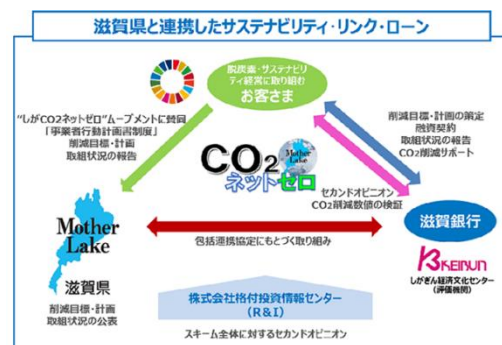 滋賀県と連携したサステナビリティ・リンク・ローン
脱炭素・サステナビリ
ティ経営に取り組む
お客さま
"しがCO2ネットゼロ"ムーブメントに賛同
「事業者行動計画書制度」
削減目標・計画
取組状況の報告
削減目標・計画の策定
融資契約
取組状況の報告
CO2削減サポート
CO2
Mother
Lake
ネットゼロ
セカンドオピニオン
CO2削減数値の検証
Mother
Lake
滋賀県
削減目標・計画
取組状況の公表
包括連携協定にもとづく取り組み
滋賀銀行
KEIBUN
しがぎん経済文化センター
(評価機関)
株式会社格付投資情報センター
(R&I)
スキーム全体に対するセカンドオピニオン